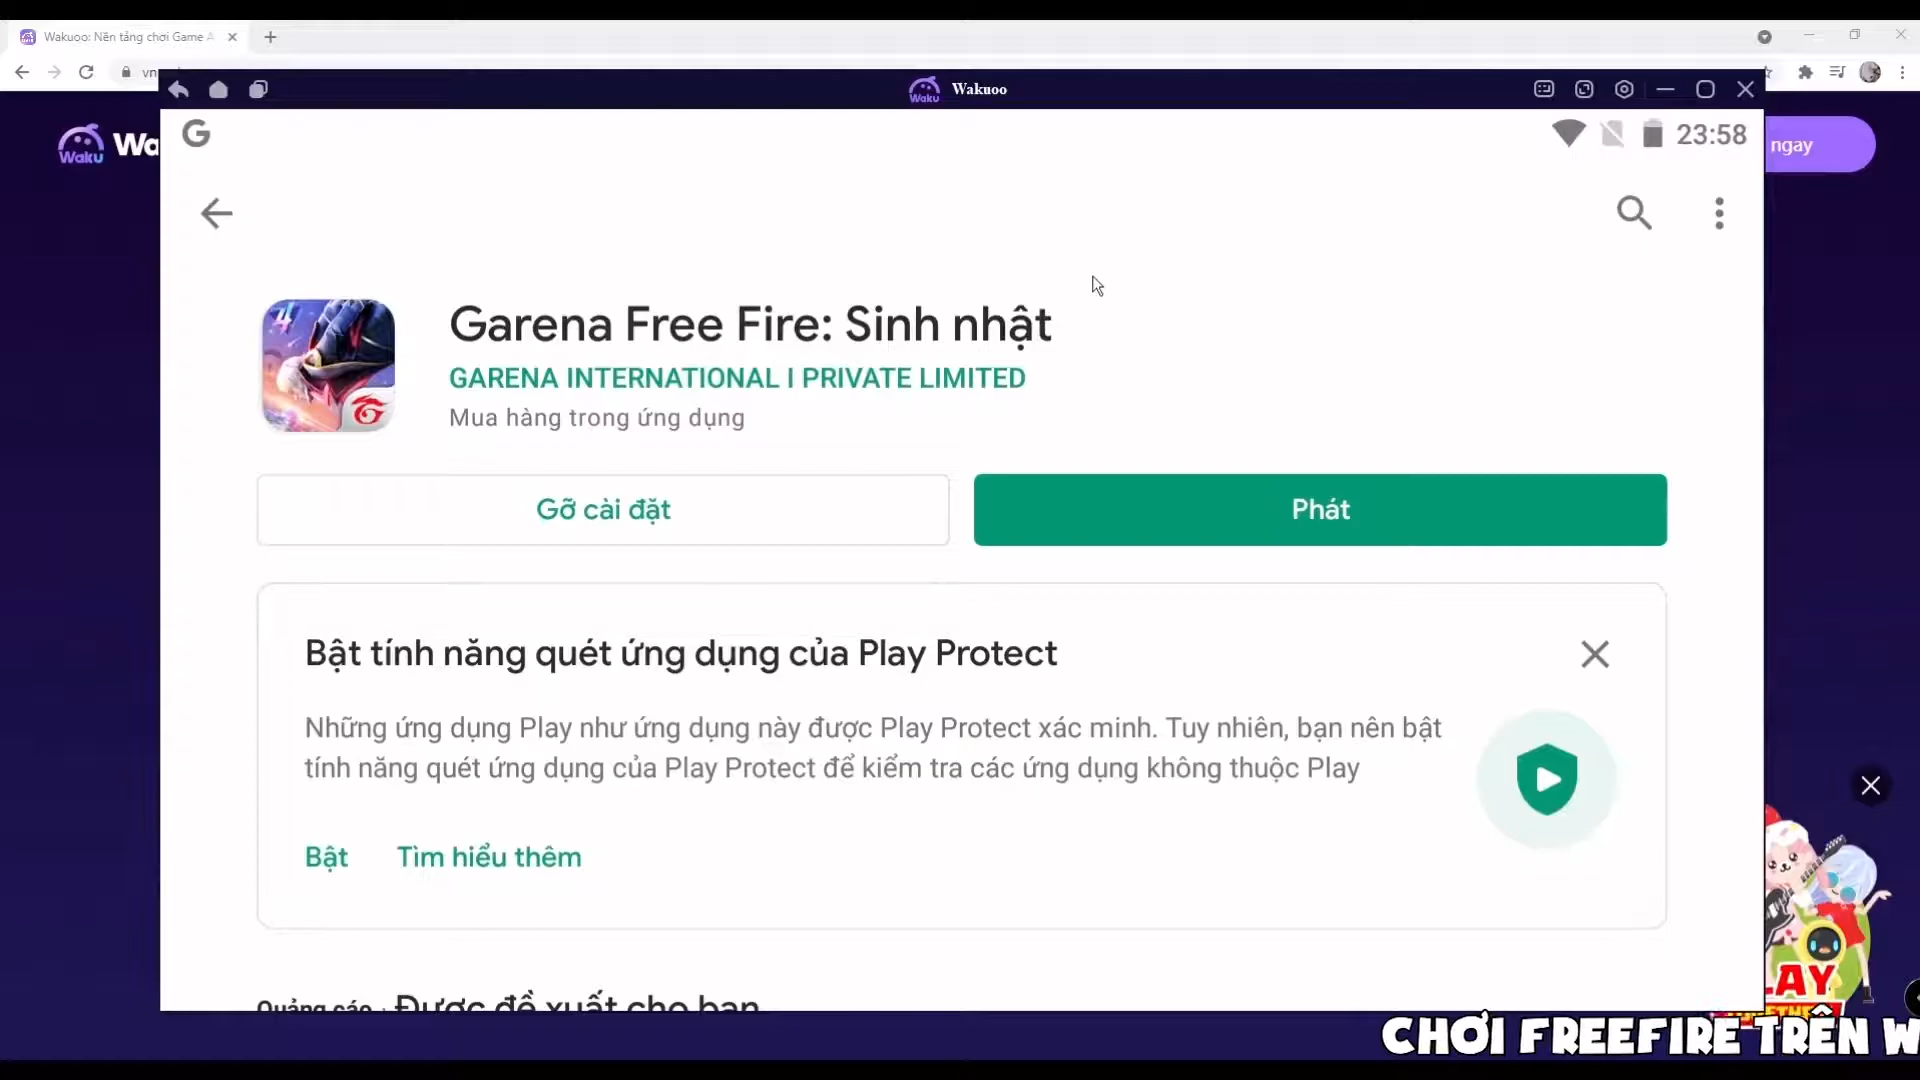 Wakuoo: Nền tảng chơi Game A
vn
Wakuoo
Waku
Waku Wa
23:58
ngay
Garena Free Fire: Sinh nhật
GARENA INTERNATIONAL I PRIVATE LIMITED
Mua hàng trong ứng dụng
Gỡ cài đặt
Phát
Bật tính năng quét ứng dụng của Play Protect
Những ứng dụng Play như ứng dụng này được Play Protect xác minh. Tuy nhiên, bạn nên bật
tính năng quét ứng dụng của Play Protect để kiểm tra các ứng dụng không thuộc Play
Bật
Tìm hiểu thêm
Quảng cáo · Được đề xuất cho bạn
LAY
CHƠI FREEFIRE TRÊN W